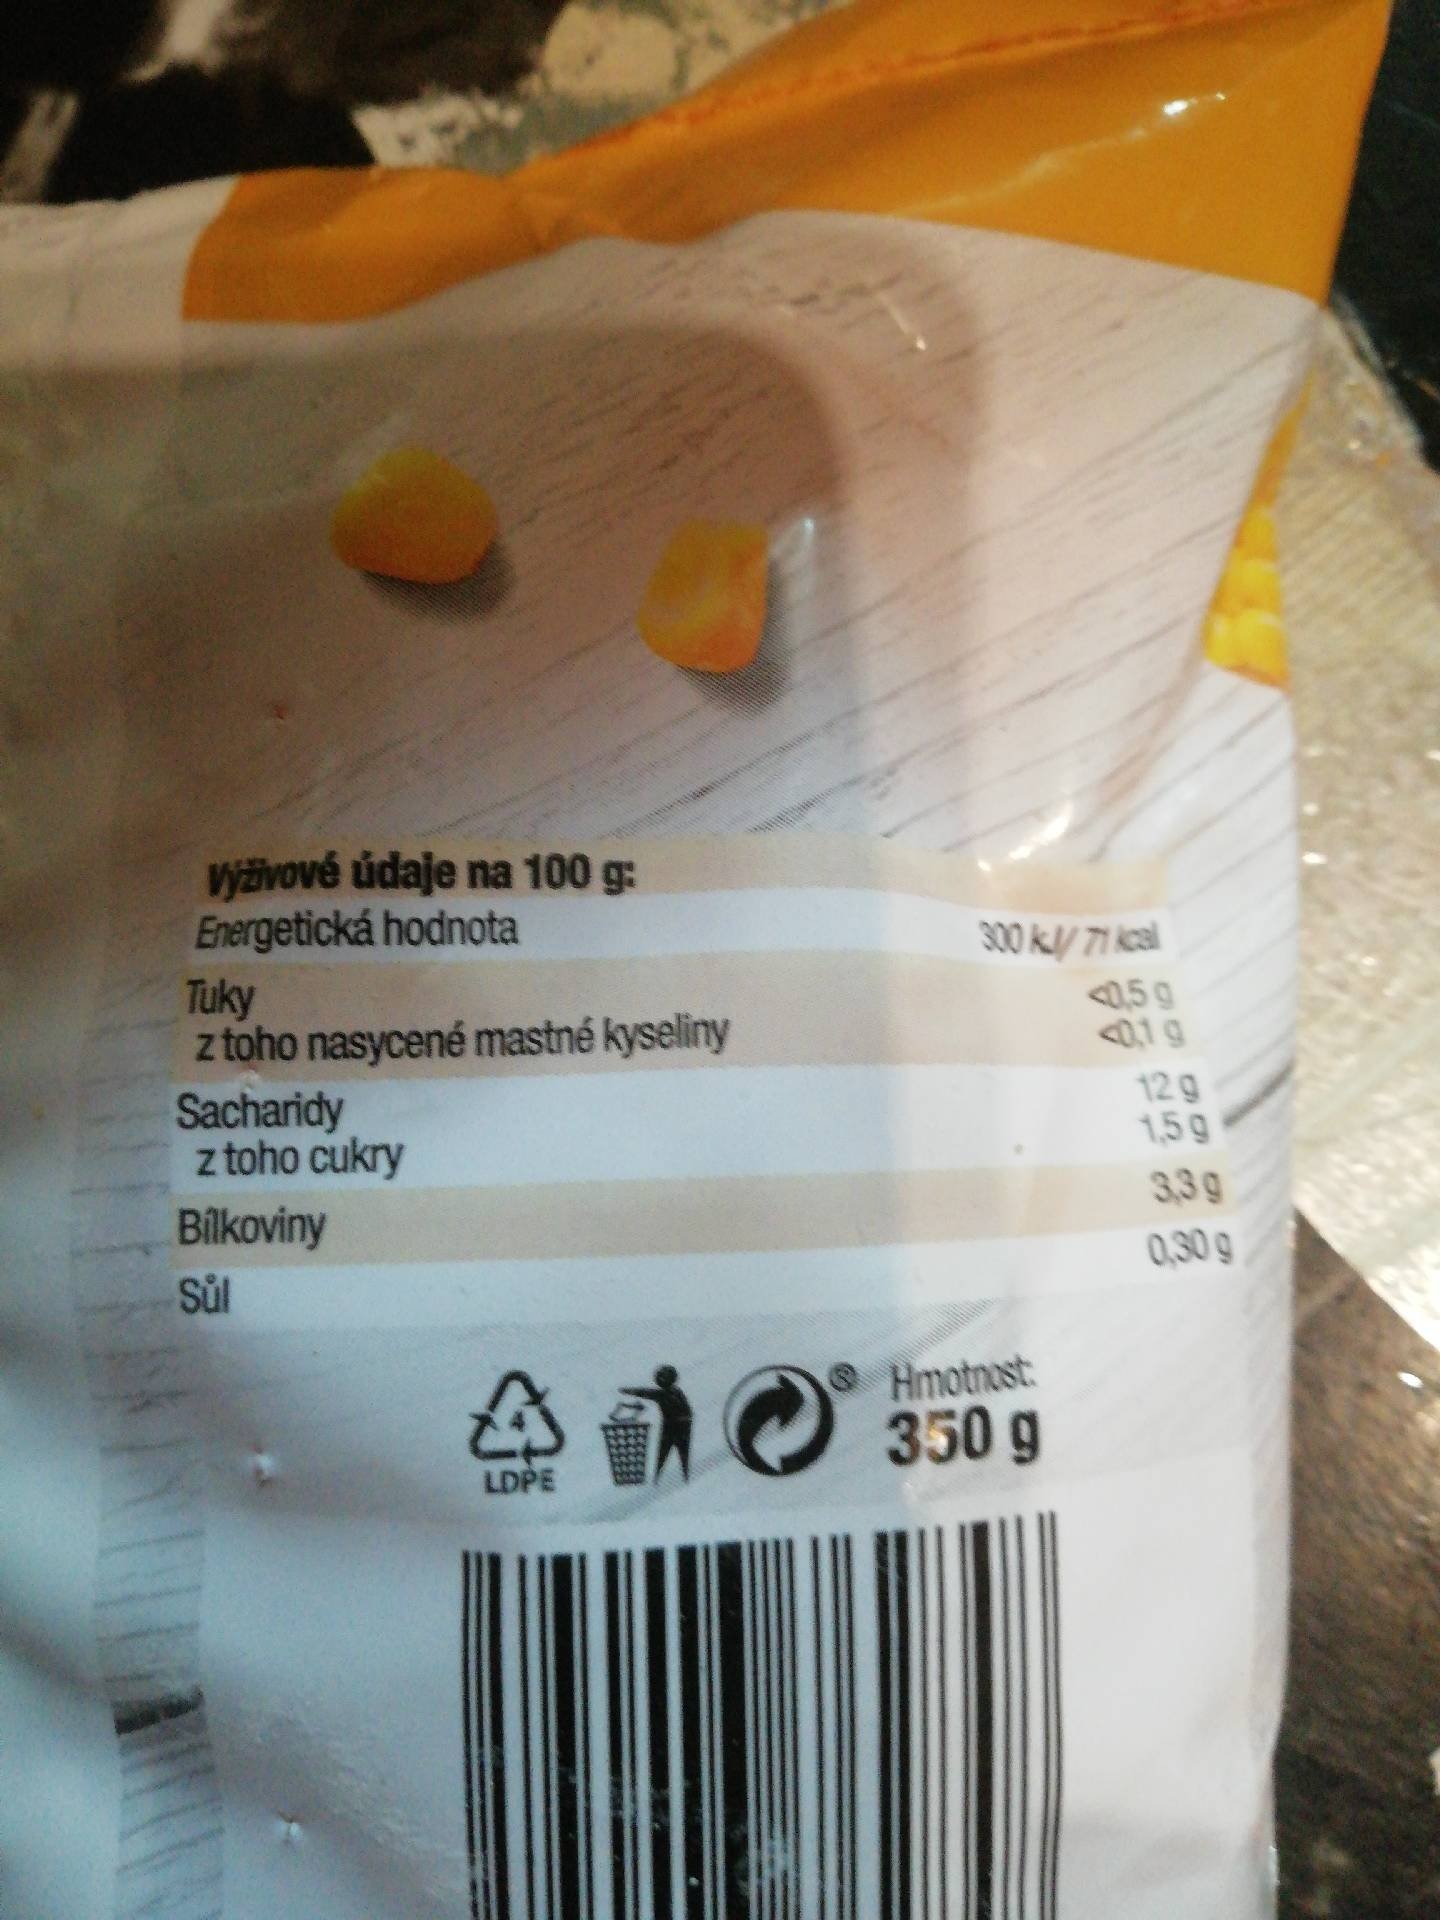 Výživové údaje na 100 g:
Energetická hodnota 300 kJ/ 71 kcal
Tuky <0,5 g
z toho nasycené mastné kyseliny <0,1 g
Sacharidy 12 g
z toho cukry 1,5 g
Bílkoviny 3,3 g
Sůl 0,30 g
4
LDPE
®
Hmotnost:
350 g